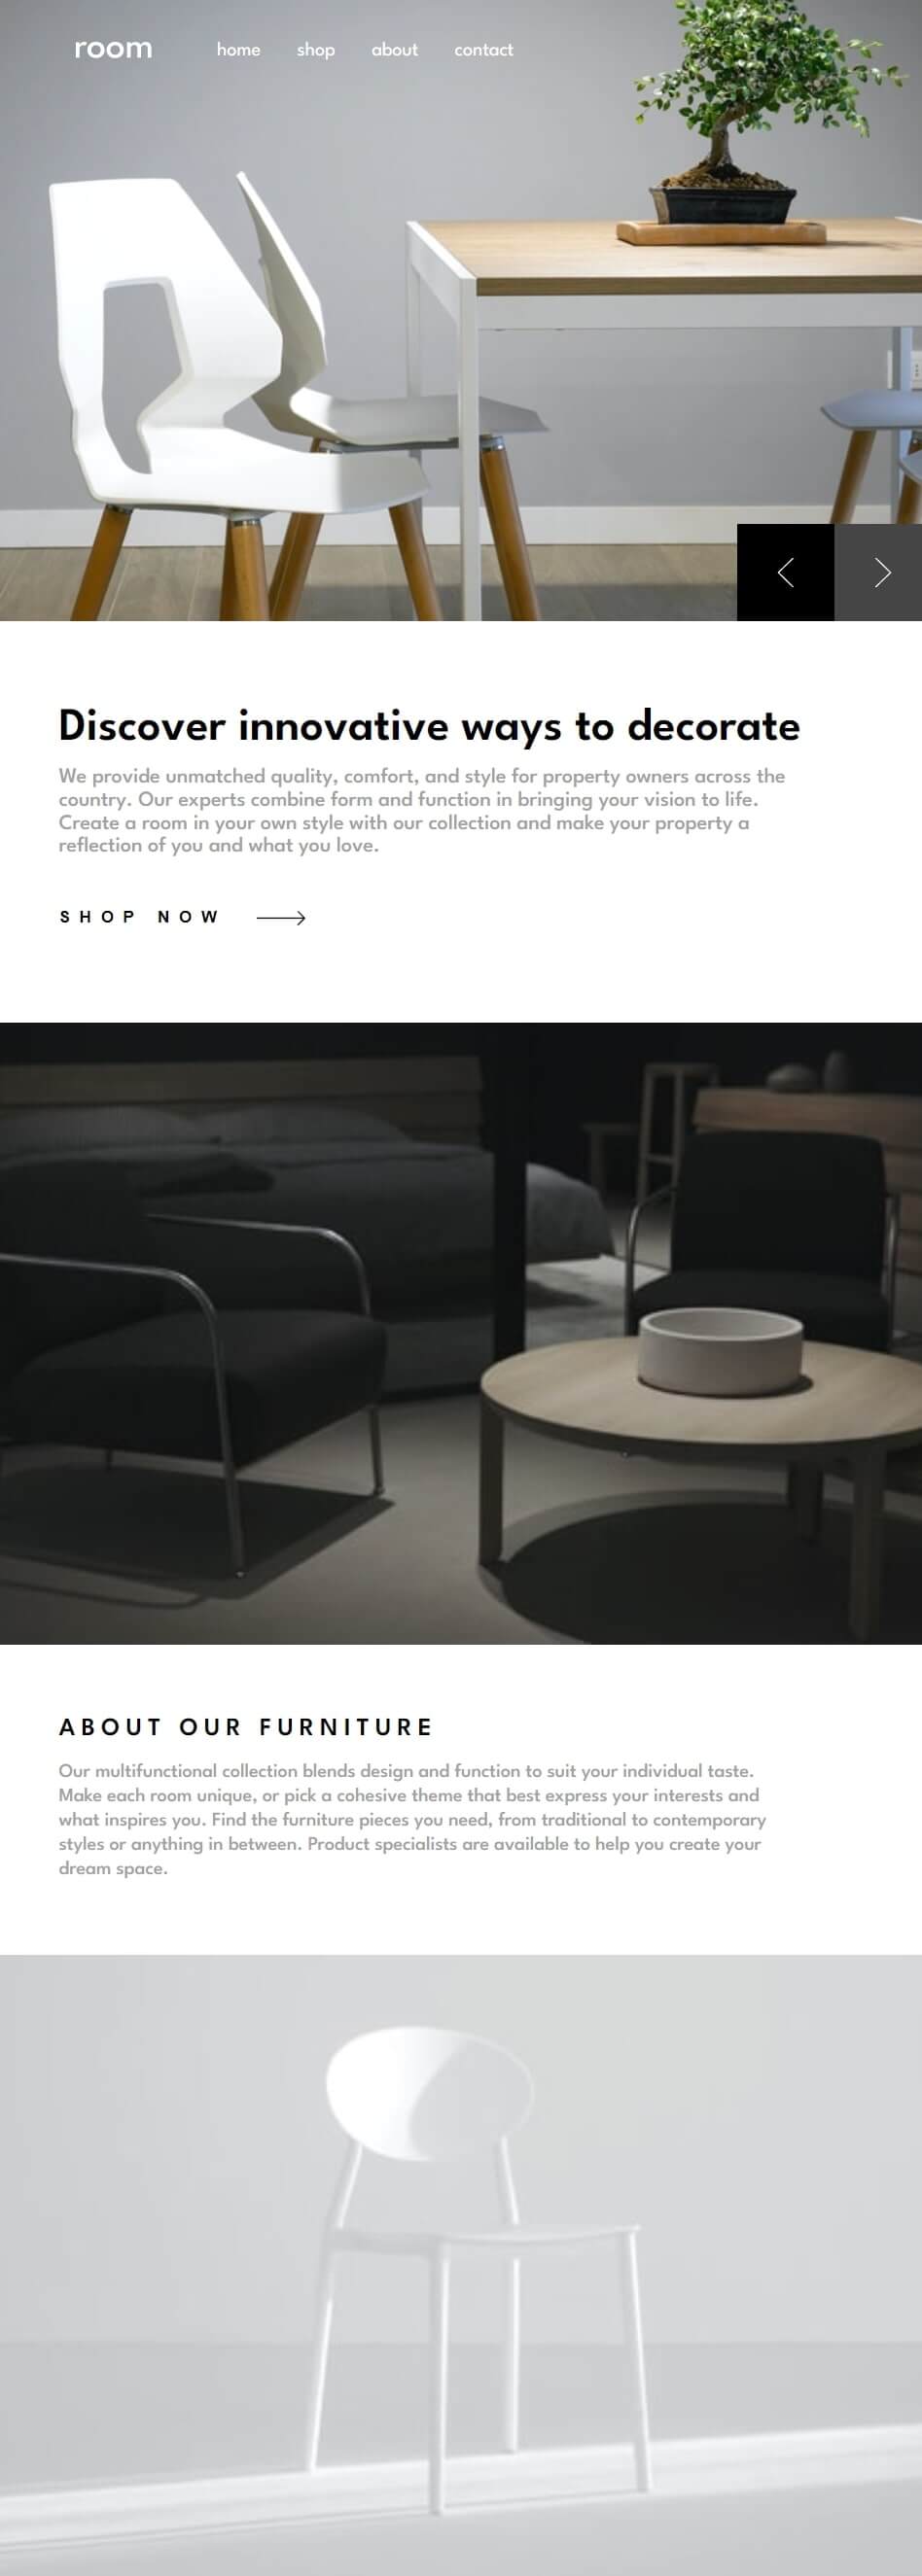 room
home shop about contact
Discover innovative ways to decorate
We provide unmatched quality, comfort, and style for property owners across the
country. Our experts combine form and function in bringing your vision to life.
Create a room in your own style with our collection and make your property a
reflection of you and what you love.
SHOP NOW
ABOUT OUR FURNITURE
Our multifunctional collection blends design and function to suit your individual taste.
Make each room unique, or pick a cohesive theme that best express your interests and
what inspires you. Find the furniture pieces you need, from traditional to contemporary
styles or anything in between. Product specialists are available to help you create your
dream space.